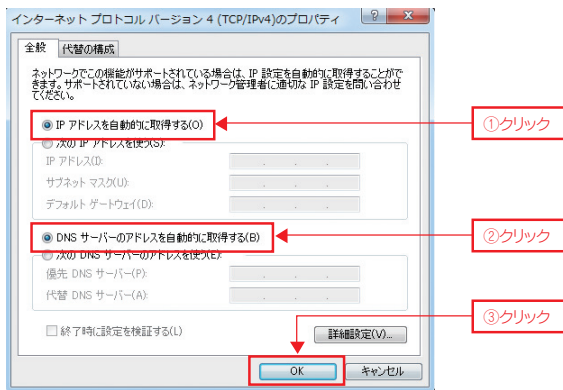 インターネット プロトコル バージョン 4 (TCP/IPv4)のプロパティ
全般
代替の構成
ネットワークでこの機能がサポートされている場合は、IP 設定を自動的に取得することがで
きます。サポートされていない場合は、ネットワーク管理者に適切な IP 設定を問い合わせ
てください。
IP アドレスを自動的に取得する(O)
①クリック
次の IP アドレスを使う(S):
IP アドレス(I):
サブネット マスク(U):
デフォルト ゲートウェイ(D):
DNS サーバーのアドレスを自動的に取得する(B)
②クリック
次の DNS サーバーのアドレスを使う(E):
優先 DNS サーバー(P):
代替 DNS サーバー(A):
③クリック
終了時に設定を検証する(L)
詳細設定(V)...
OK
キャンセル